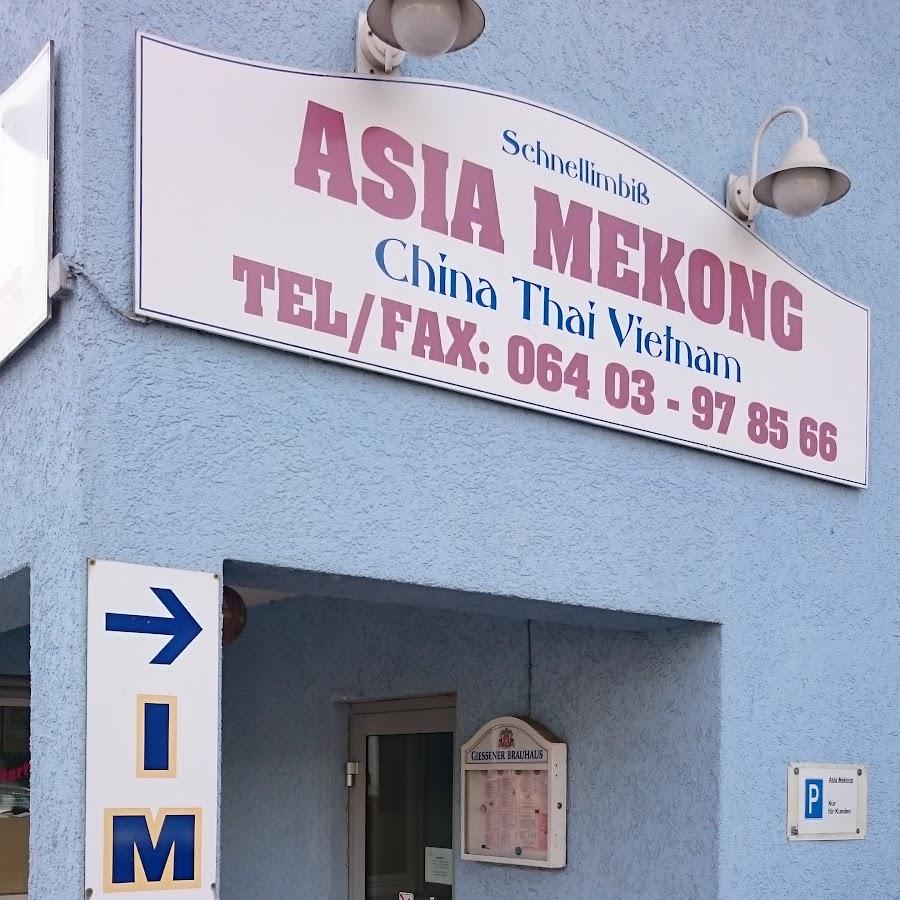 Schnellimbiß
ASIA MEKONG
China Thai Vietnam
TEL/FAX: 064 03 - 97 85 66
I
M
GIESSENER BRAUHAUS
P
Asia Mekong
Nur
für Kunden